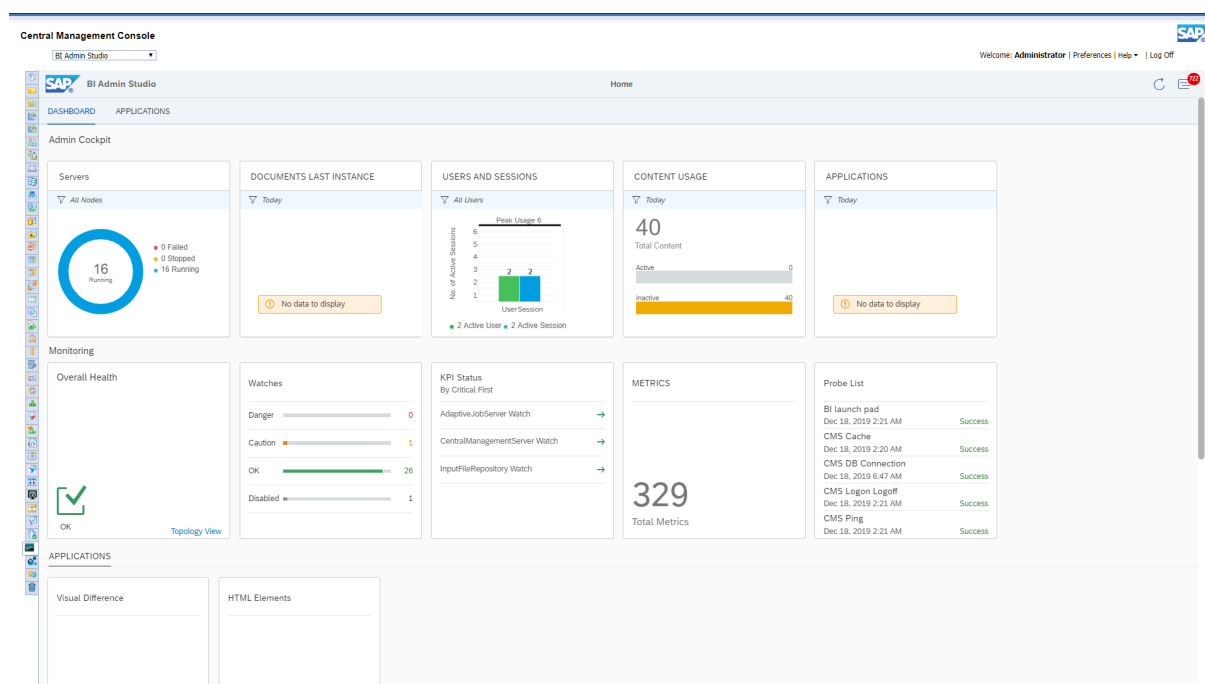 Central Management Console
SAP
BI Admin Studio
Welcome: Administrator | Preferences | Help | Log Off
SAP BI Admin Studio
Home
722
DASHBOARD APPLICATIONS
Admin Cockpit
Servers
All Nodes
16
Running
0 Failed
0 Stopped
16 Running
DOCUMENTS LAST INSTANCE
Today
No data to display
USERS AND SESSIONS
All Users
Peak Usage 6
No. of Active Sessions
6
5
4
3
2
1
2 2
User Session
2 Active User 2 Active Session
CONTENT USAGE
Today
40
Total Content
Active 0
Inactive 40
APPLICATIONS
Today
No data to display
Monitoring
Overall Health
OK
Topology View
Watches
Danger 0
Caution 1
OK 26
Disabled 1
KPI Status
By Critical First
AdaptiveJobServer Watch
CentralManagementServer Watch
InputFileRepository Watch
METRICS
329
Total Metrics
Probe List
BI launch pad
Dec 18, 2019 2:21 AM Success
CMS Cache
Dec 18, 2019 2:20 AM Success
CMS DB Connection
Dec 18, 2019 6:47 AM Success
CMS Logon Logoff
Dec 18, 2019 2:21 AM Success
CMS Ping
Dec 18, 2019 2:21 AM Success
APPLICATIONS
Visual Difference
HTML Elements